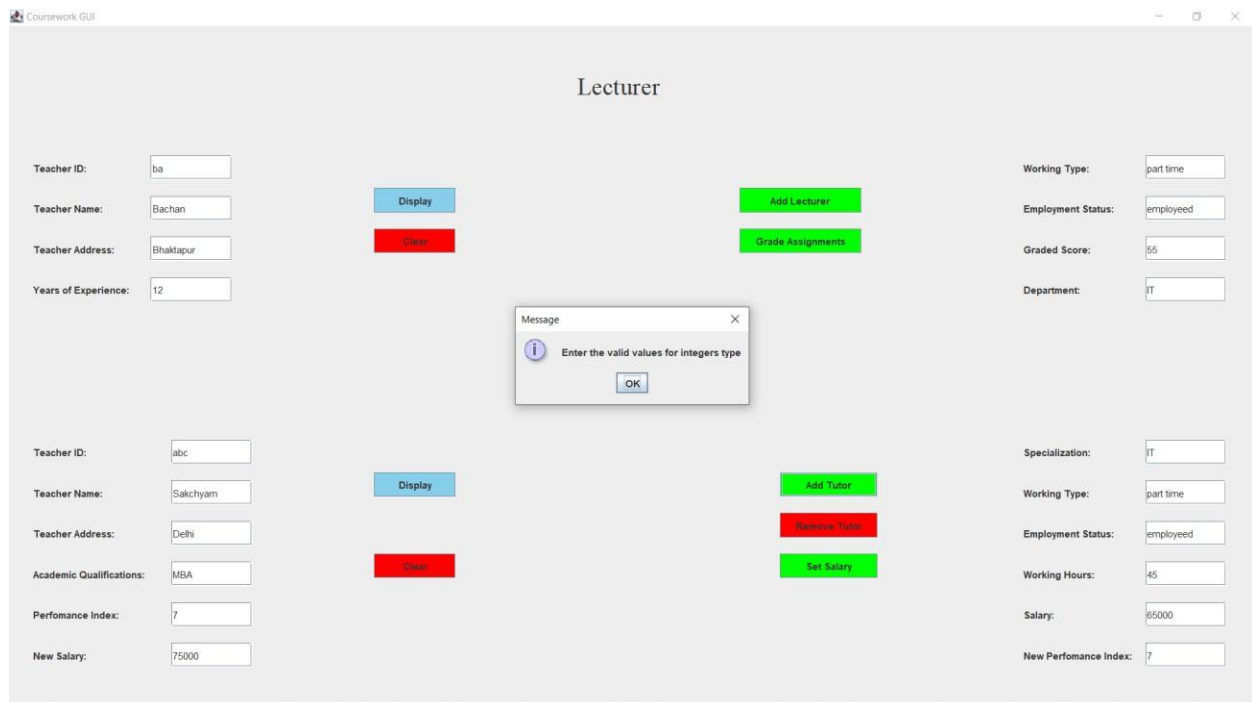 Coursework GUI
Lecturer
Teacher ID: ba
Working Type: part time
Display
Add Lecturer
Teacher Name: Bachan
Employment Status: employeed
Clear
Grade Assignments
Teacher Address: Bhaktapur
Graded Score: 55
Years of Experience: 12
Department: IT
Message
Enter the valid values for integers type
OK
Teacher ID: abc
Specialization: IT
Display
Add Tutor
Teacher Name: Sakchyam
Working Type: part time
Remove Tutor
Teacher Address: Delhi
Employment Status: employeed
Clear
Set Salary
Academic Qualifications: MBA
Working Hours: 45
Perfomance Index: 7
Salary: 65000
New Salary: 75000
New Perfomance Index: 7